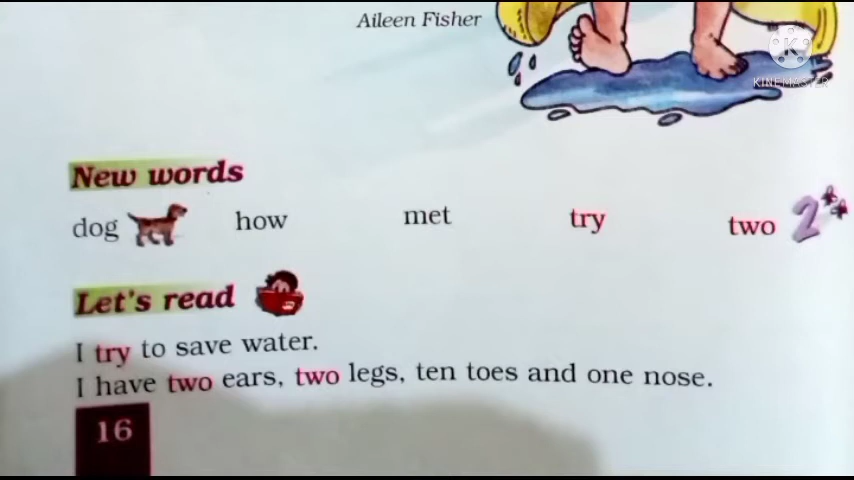 Aileen Fisher
KINEMASTER
New words
dog how met try two 2
Let's read
I try to save water.
I have two ears, two legs, ten toes and one nose.
16